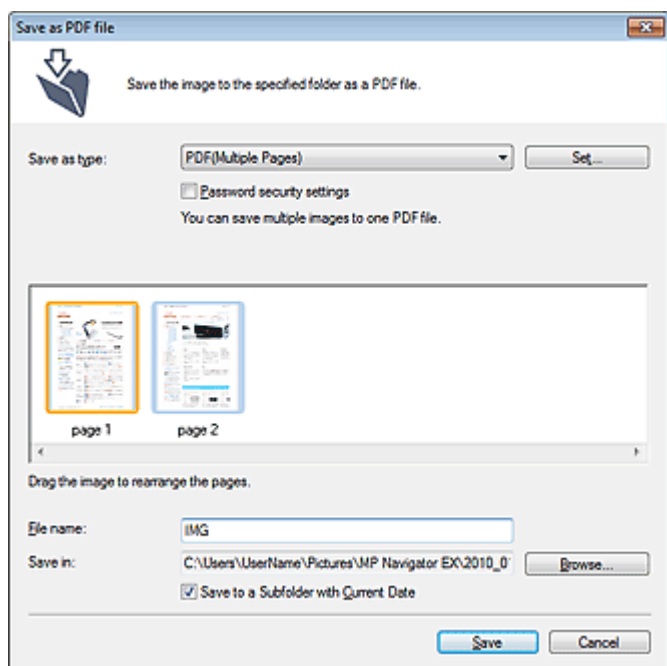 Save as PDF file
Save the image to the specified folder as a PDF file.
Save as type:
PDF(Multiple Pages)
Set...
Password security settings
You can save multiple images to one PDF file.
page 1
page 2
Drag the image to rearrange the pages.
File name:
IMG
Save in:
C:\Users\UserName\Pictures\MP Navigator EX\2010_0
Browse...
Save to a Subfolder with Current Date
Save
Cancel